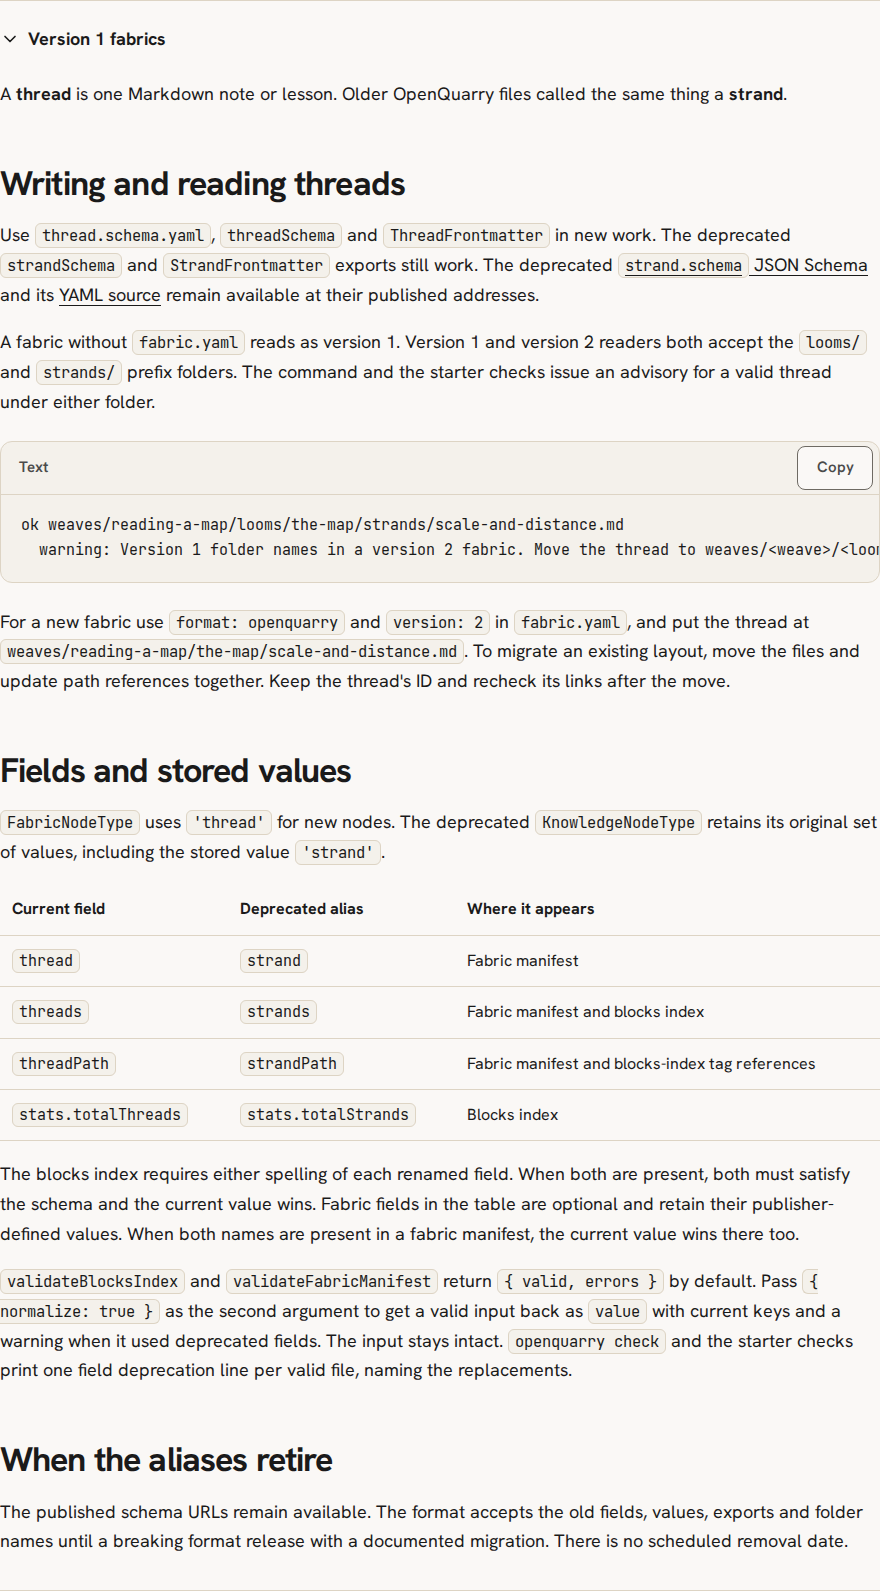 Version 1 fabrics
A thread is one Markdown note or lesson. Older OpenQuarry files called the same thing a strand.
Writing and reading threads
Use thread.schema.yaml, threadSchema and ThreadFrontmatter in new work. The deprecated
strandSchema and StrandFrontmatter exports still work. The deprecated strand.schema JSON Schema
and its YAML source remain available at their published addresses.
A fabric without fabric.yaml reads as version 1. Version 1 and version 2 readers both accept the looms/
and strands/ prefix folders. The command and the starter checks issue an advisory for a valid thread
under either folder.
Text
Copy
ok weaves/reading-a-map/looms/the-map/strands/scale-and-distance.md
warning: Version 1 folder names in a version 2 fabric. Move the thread to weaves/<weave>/<loom
For a new fabric use format: openquarry and version: 2 in fabric.yaml, and put the thread at
weaves/reading-a-map/the-map/scale-and-distance.md. To migrate an existing layout, move the files and
update path references together. Keep the thread's ID and recheck its links after the move.
Fields and stored values
FabricNodeType uses 'thread' for new nodes. The deprecated KnowledgeNodeType retains its original set
of values, including the stored value 'strand'.
Current field Deprecated alias Where it appears
thread strand Fabric manifest
threads strands Fabric manifest and blocks index
threadPath strandPath Fabric manifest and blocks-index tag references
stats.totalThreads stats.totalStrands Blocks index
The blocks index requires either spelling of each renamed field. When both are present, both must satisfy
the schema and the current value wins. Fabric fields in the table are optional and retain their publisher-
defined values. When both names are present in a fabric manifest, the current value wins there too.
validateBlocksIndex and validateFabricManifest return { valid, errors } by default. Pass {
normalize: true } as the second argument to get a valid input back as value with current keys and a
warning when it used deprecated fields. The input stays intact. openquarry check and the starter checks
print one field deprecation line per valid file, naming the replacements.
When the aliases retire
The published schema URLs remain available. The format accepts the old fields, values, exports and folder
names until a breaking format release with a documented migration. There is no scheduled removal date.